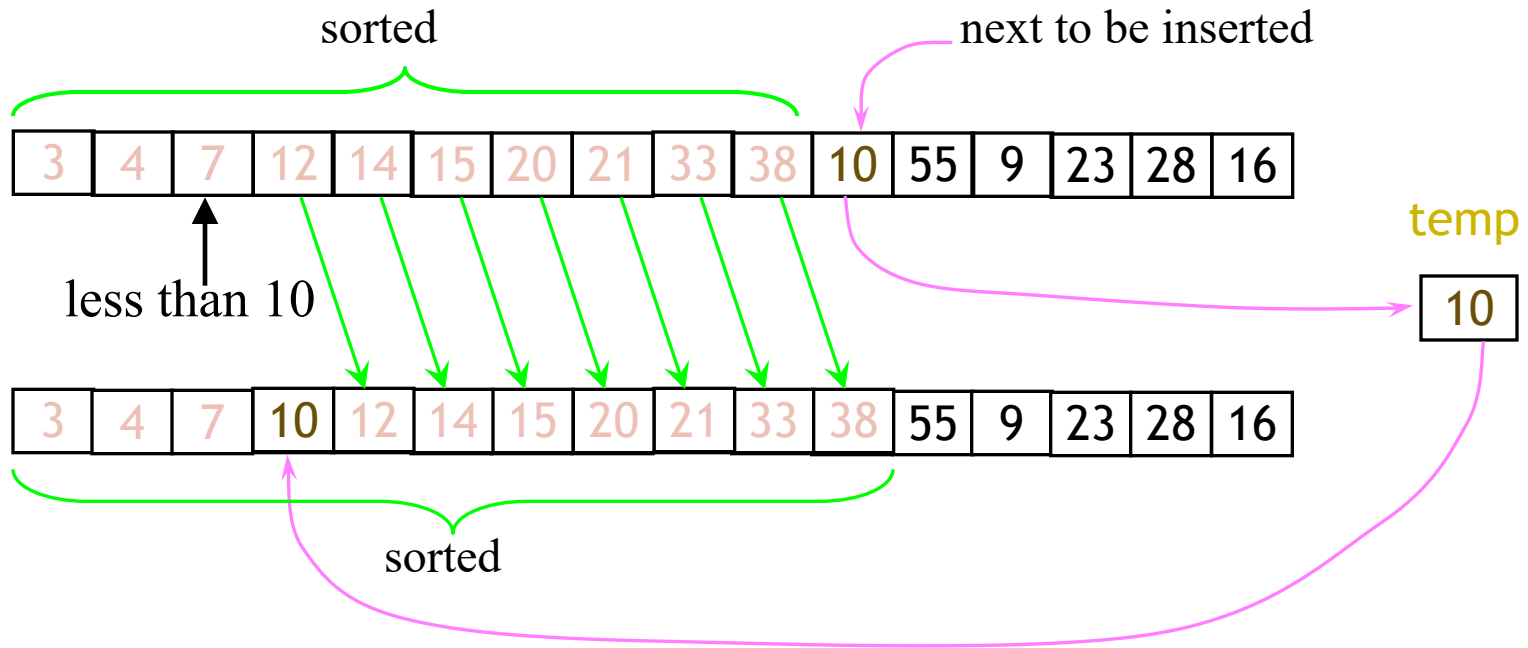 sorted
next to be inserted
3 4 7 12 14 15 20 21 33 38 10 55 9 23 28 16
temp
less than 10
10
3 4 7 10 12 14 15 20 21 33 38 55 9 23 28 16
sorted